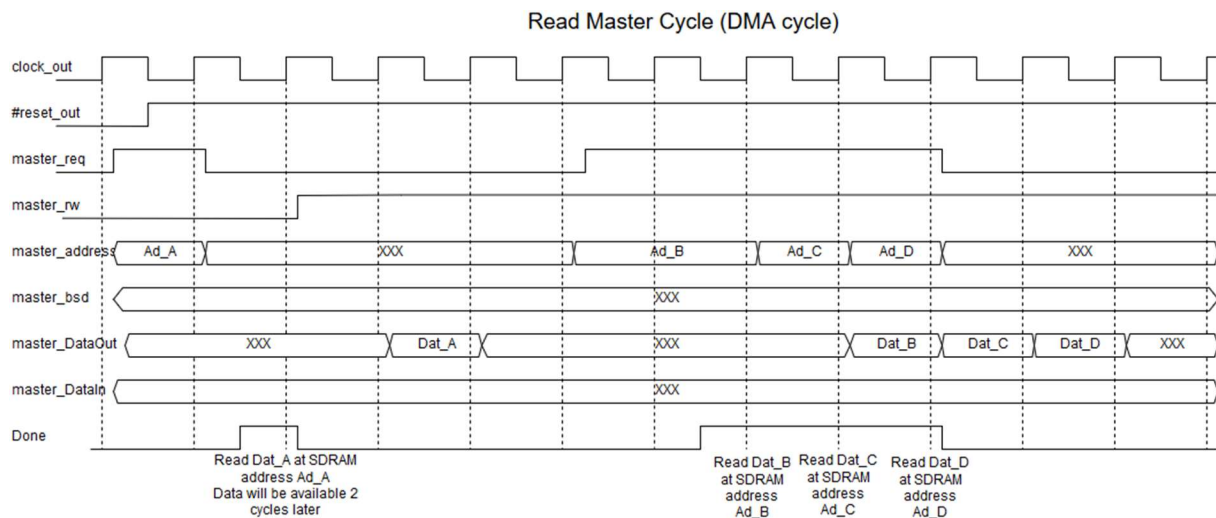 Read Master Cycle (DMA cycle)
clock_out
#reset_out
master_req
master_rw
master_address
Ad_A
XXX
Ad_B
Ad_C
Ad_D
XXX
master_bsd
XXX
master_DataOut
XXX
Dat_A
XXX
Dat_B
Dat_C
Dat_D
XXX
master_DataIn
XXX
Done
Read Dat_A at SDRAM
address Ad_A
Data will be available 2
cycles later
Read Dat_B
at SDRAM
address
Ad_B
Read Dat_C
at SDRAM
address
Ad_C
Read Dat_D
at SDRAM
address
Ad_D